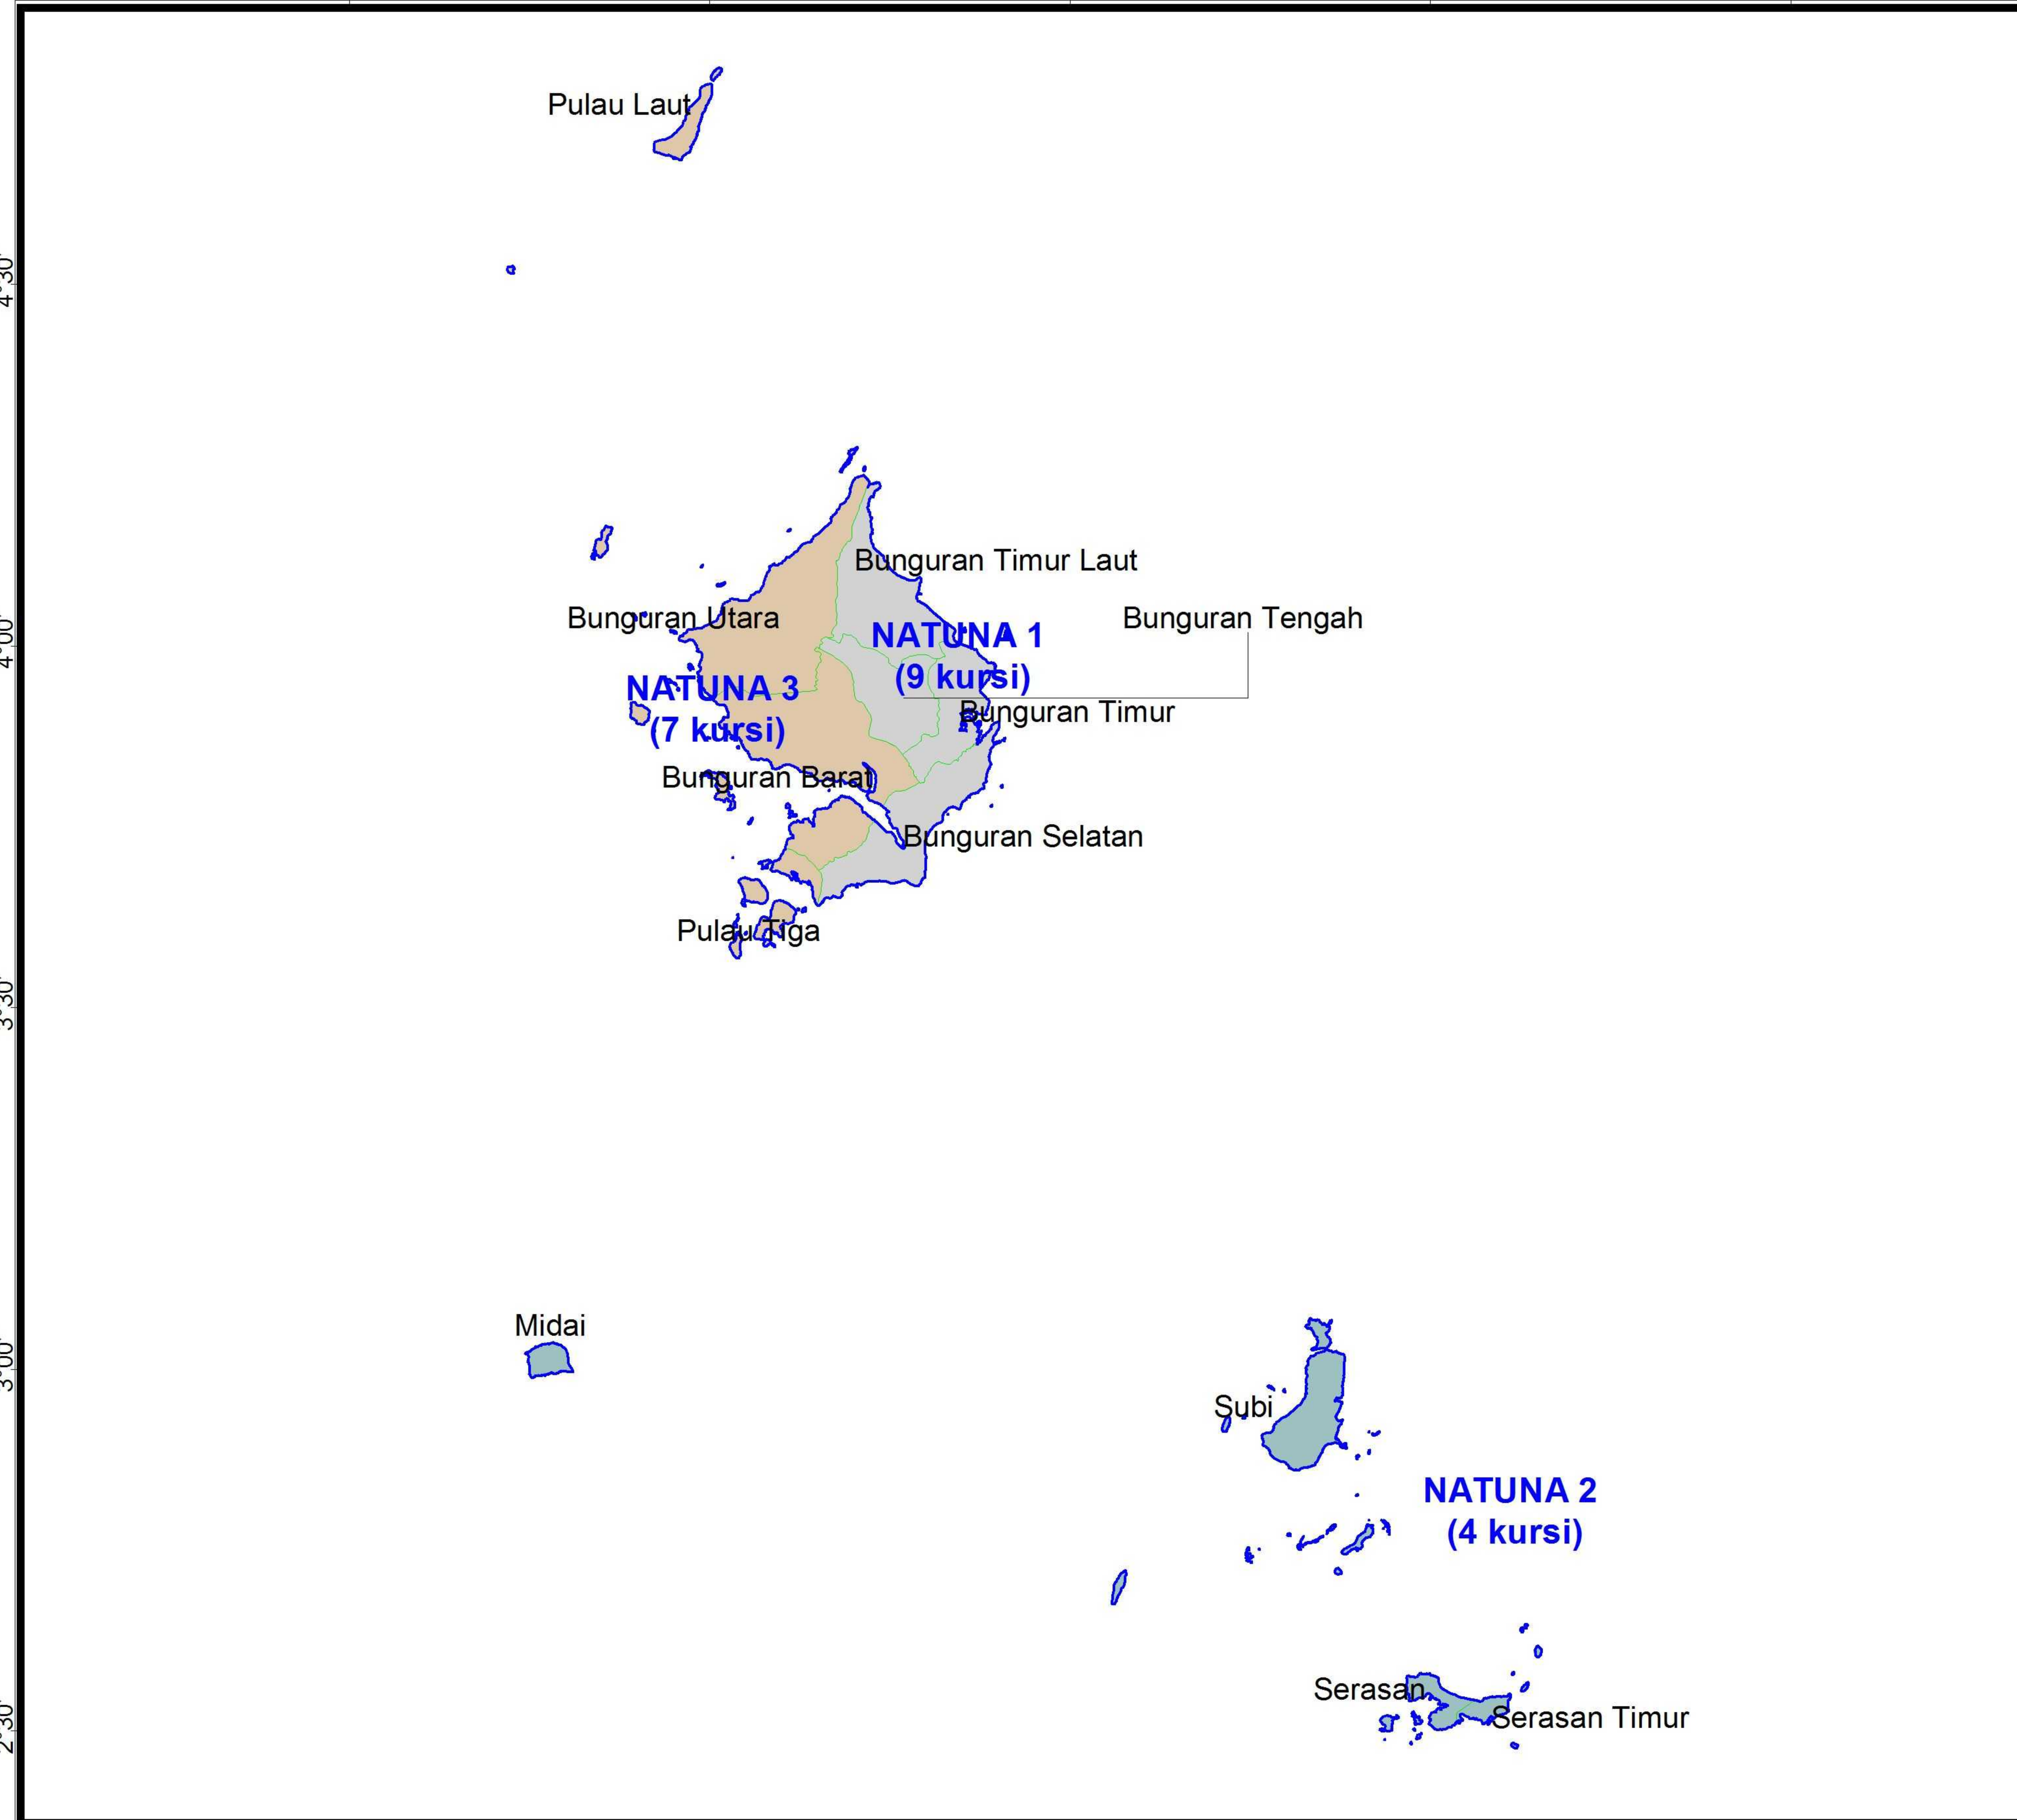 Pulau Laut
4°30'
Bunguran Timur Laut
Bunguran Utara
Bunguran Tengah
4°00'
NATUNA 1
(9 kursi)
NATUNA 3
(7 kursi)
Bunguran Timur
Bunguran Barat
Bunguran Selatan
Pulau Tiga
3°30'
Midai
3°00'
Subi
NATUNA 2
(4 kursi)
Serasan
Serasan Timur
2°30'